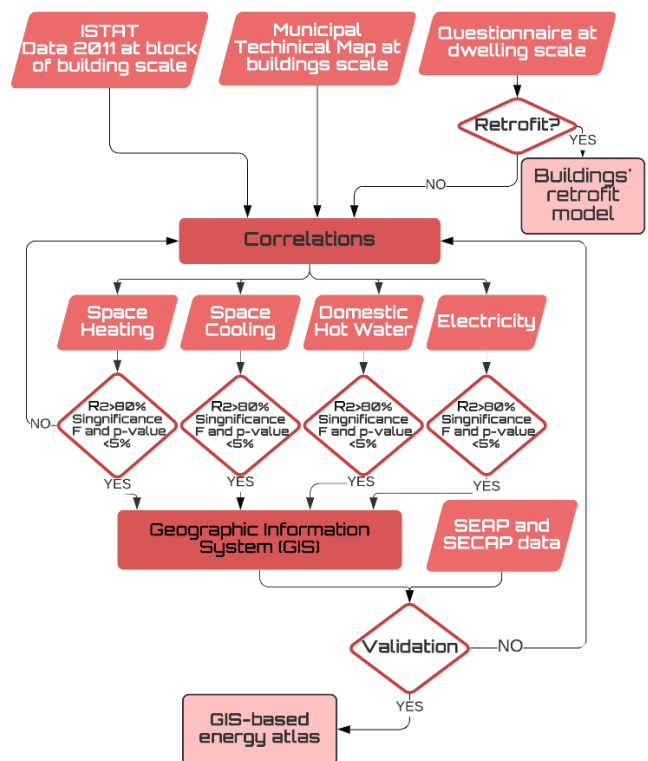 ISTAT
Data 2011 at block
of building scale
Municipal
Techinical Map at
buildings scale
Questionnaire at
dwelling scale
Retrofit?
YES
NO
Buildings'
retrofit
model
Correlations
Space
Heating
Space
Cooling
Domestic
Hot Water
Electricity
R2>80%
Singnificance
F and p-value
<5%
R2>80%
Singnificance
F and p-value
<5%
R2>80%
Singnificance
F and p-value
<5%
R2>80%
Singnificance
F and p-value
<5%
NO
YES
YES
YES
YES
Geographic Information
System (GIS)
SEAP and
SECAP data
Validation
NO
YES
GIS-based
energy atlas